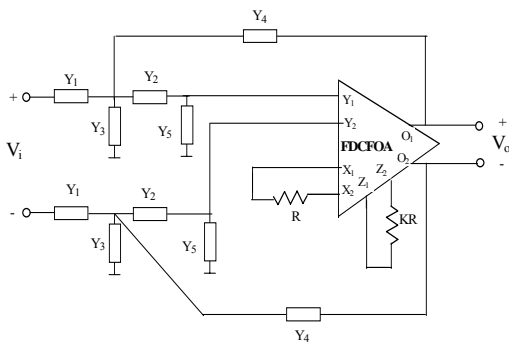 Y4
Y1
Y2
+
Y3
Y5
Y1
Y2
FDCFOA
O1
O2
+
Vi
Vo
Y1
Y2
X1
X2
Z1
Z2
-
-
R
KR
Y3
Y5
Y4